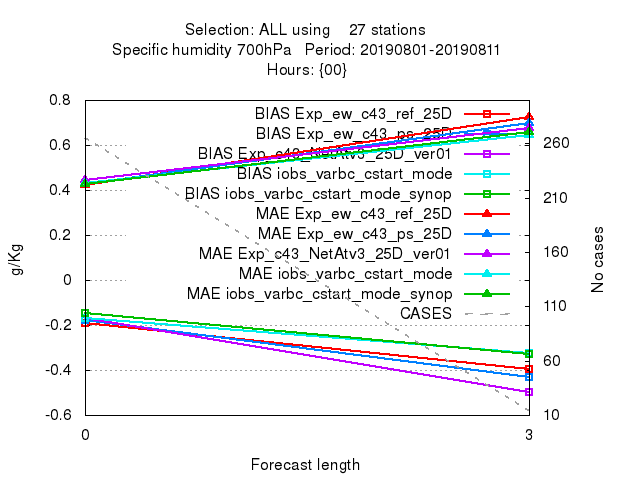 Selection: ALL using 27 stations
Specific humidity 700hPa Period: 20190801-20190811
Hours: {00}
0.8
0.6
0.4
0.2
0
-0.2
-0.4
-0.6
g/Kg
BIAS Exp_ew_c43_ref_25D
BIAS Exp_ew_c43_ps_25D
BIAS Exp_c43_NetAtv3_25D_ver01
BIAS iobs_varbc_cstart_mode
BIAS iobs_varbc_cstart_mode_synop
MAE Exp_ew_c43_ref_25D
MAE Exp_ew_c43_ps_25D
MAE Exp_c43_NetAtv3_25D_ver01
MAE iobs_varbc_cstart_mode
MAE iobs_varbc_cstart_mode_synop
CASES
260
210
160
110
60
10
No cases
0 3
Forecast length